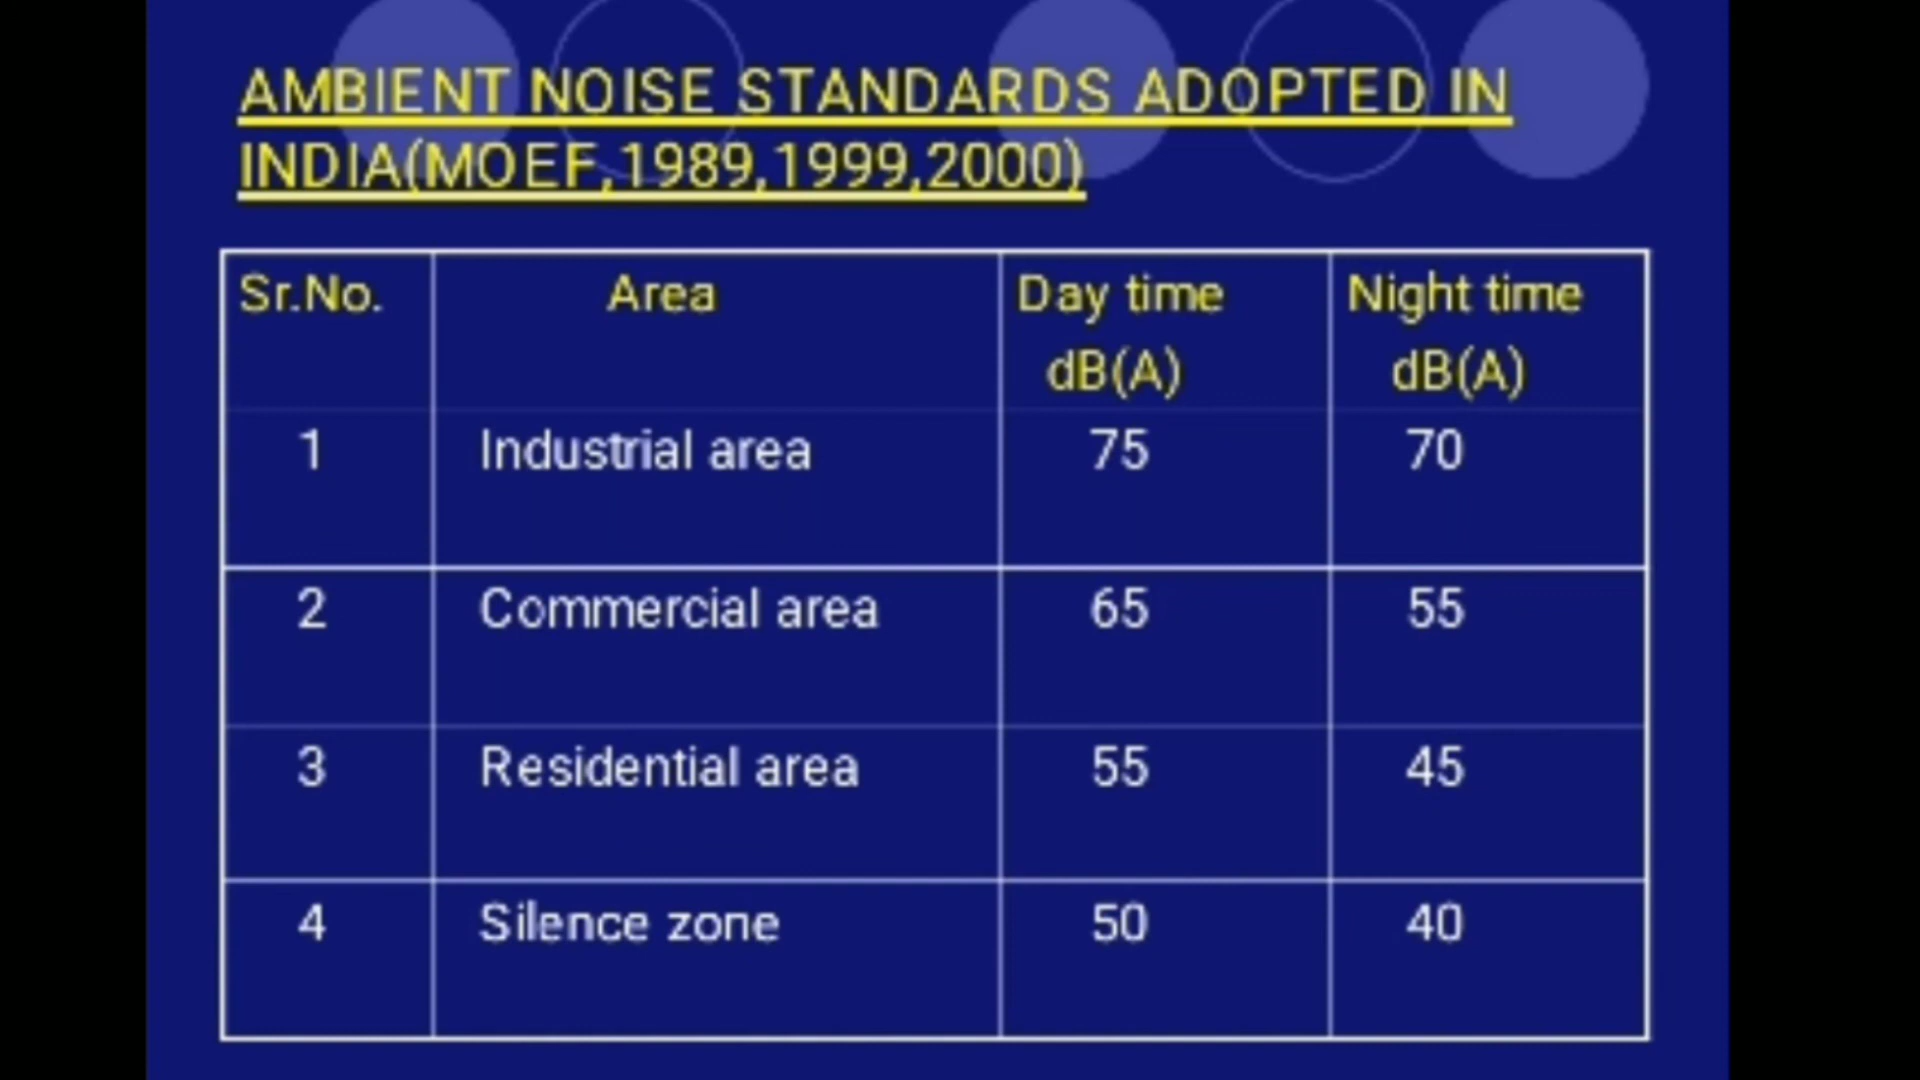 AMBIENT NOISE STANDARDS ADOPTED IN
INDIA(MOEF,1989,1999,2000)
Sr.No. Area Day time Night time
dB(A) dB(A)
1 Industrial area 75 70
2 Commercial area 65 55
3 Residential area 55 45
4 Silence zone 50 40